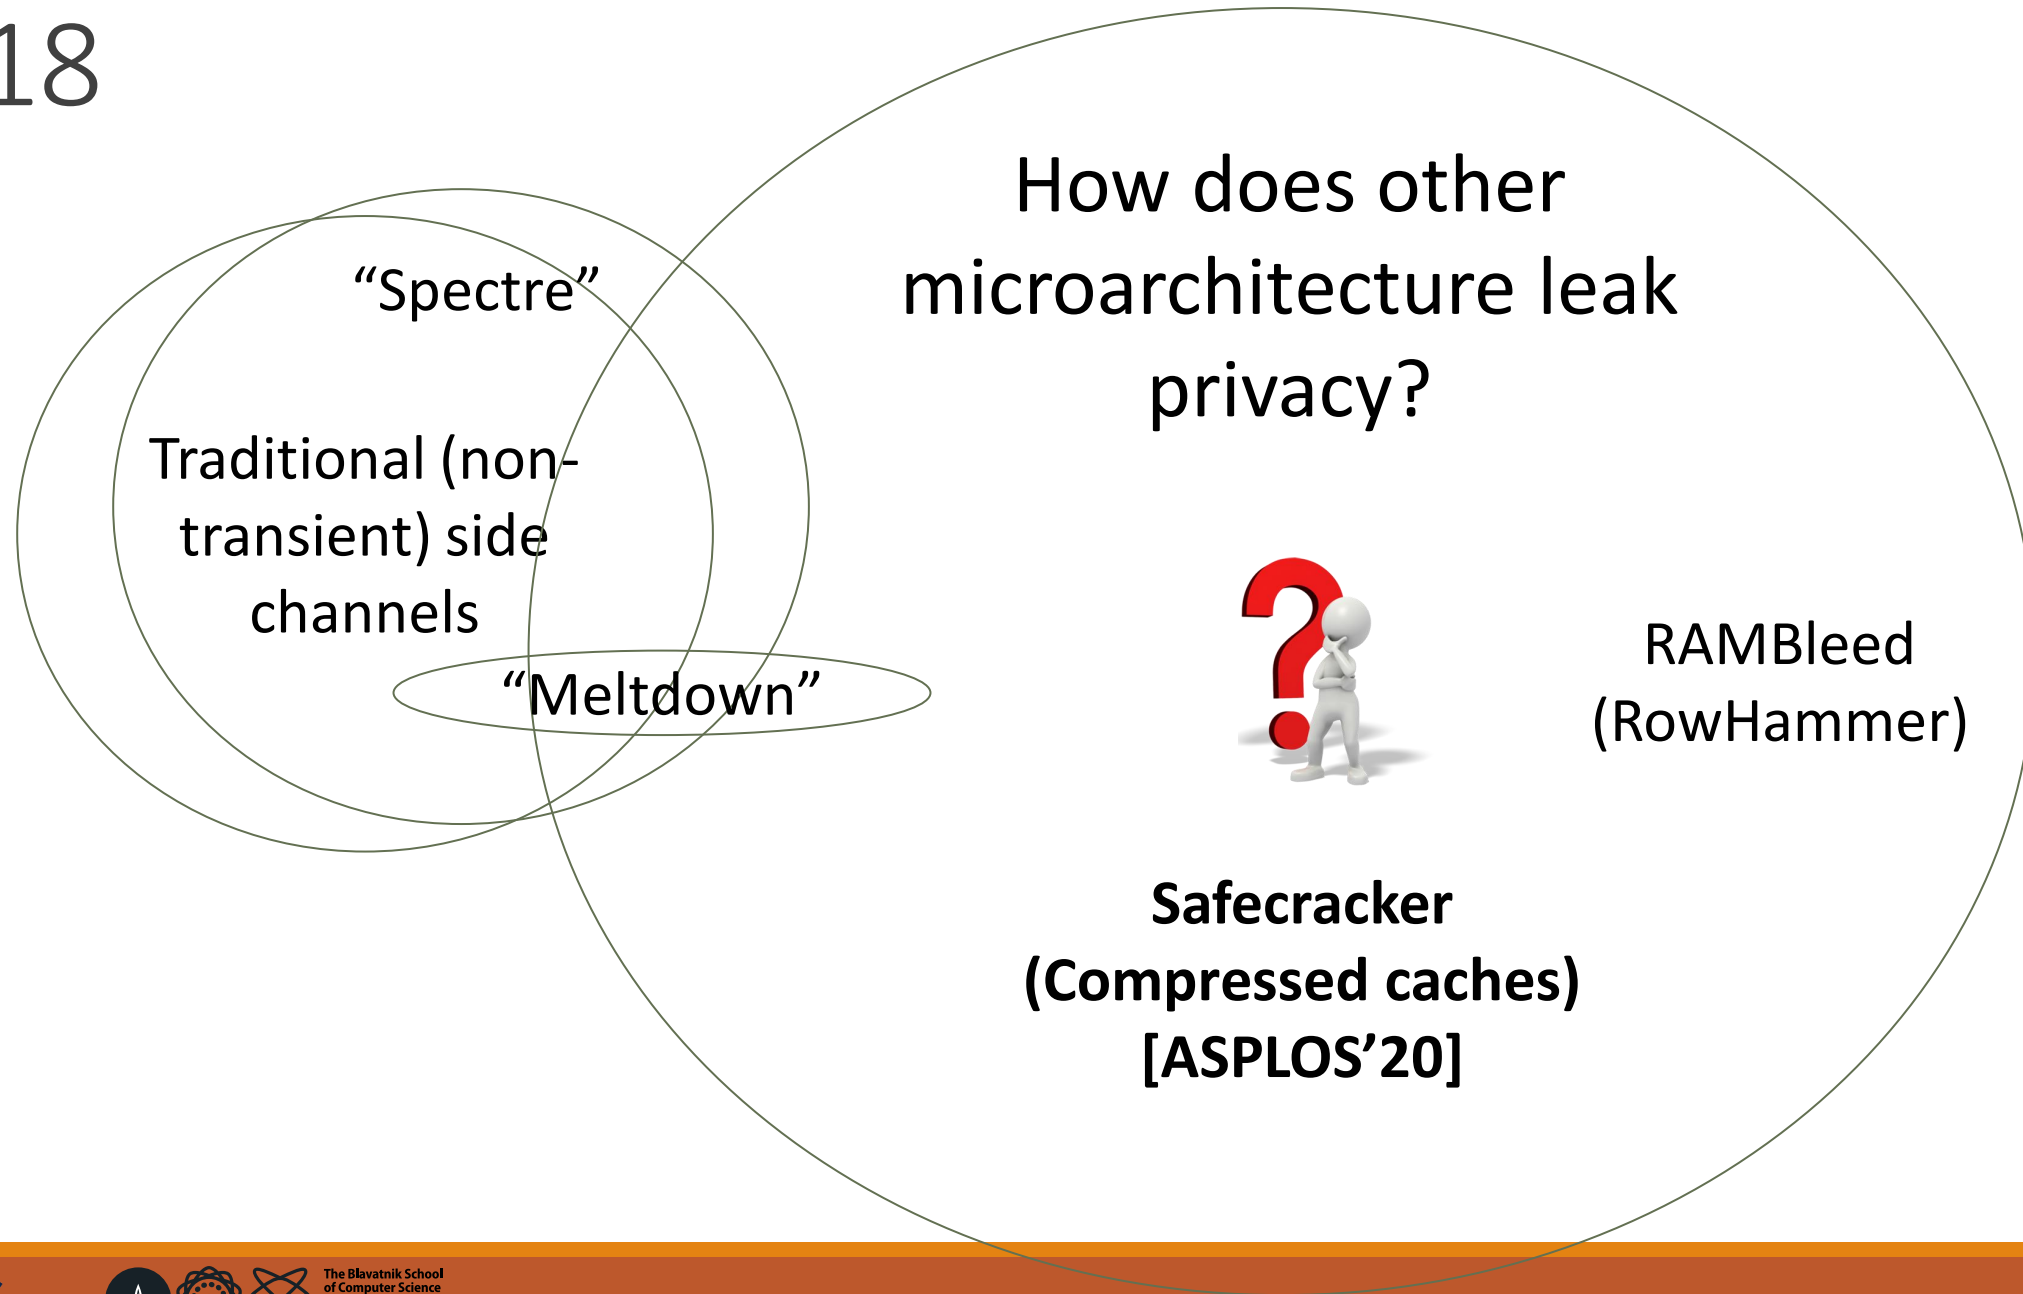 18
“Spectre”
Traditional (non-
transient) side
channels
“Meltdown”
How does other
microarchitecture leak
privacy?
RAMBleed
(RowHammer)
Safecracker
(Compressed caches)
[ASPLOS’20]
The Blavatnik School
of Computer Science